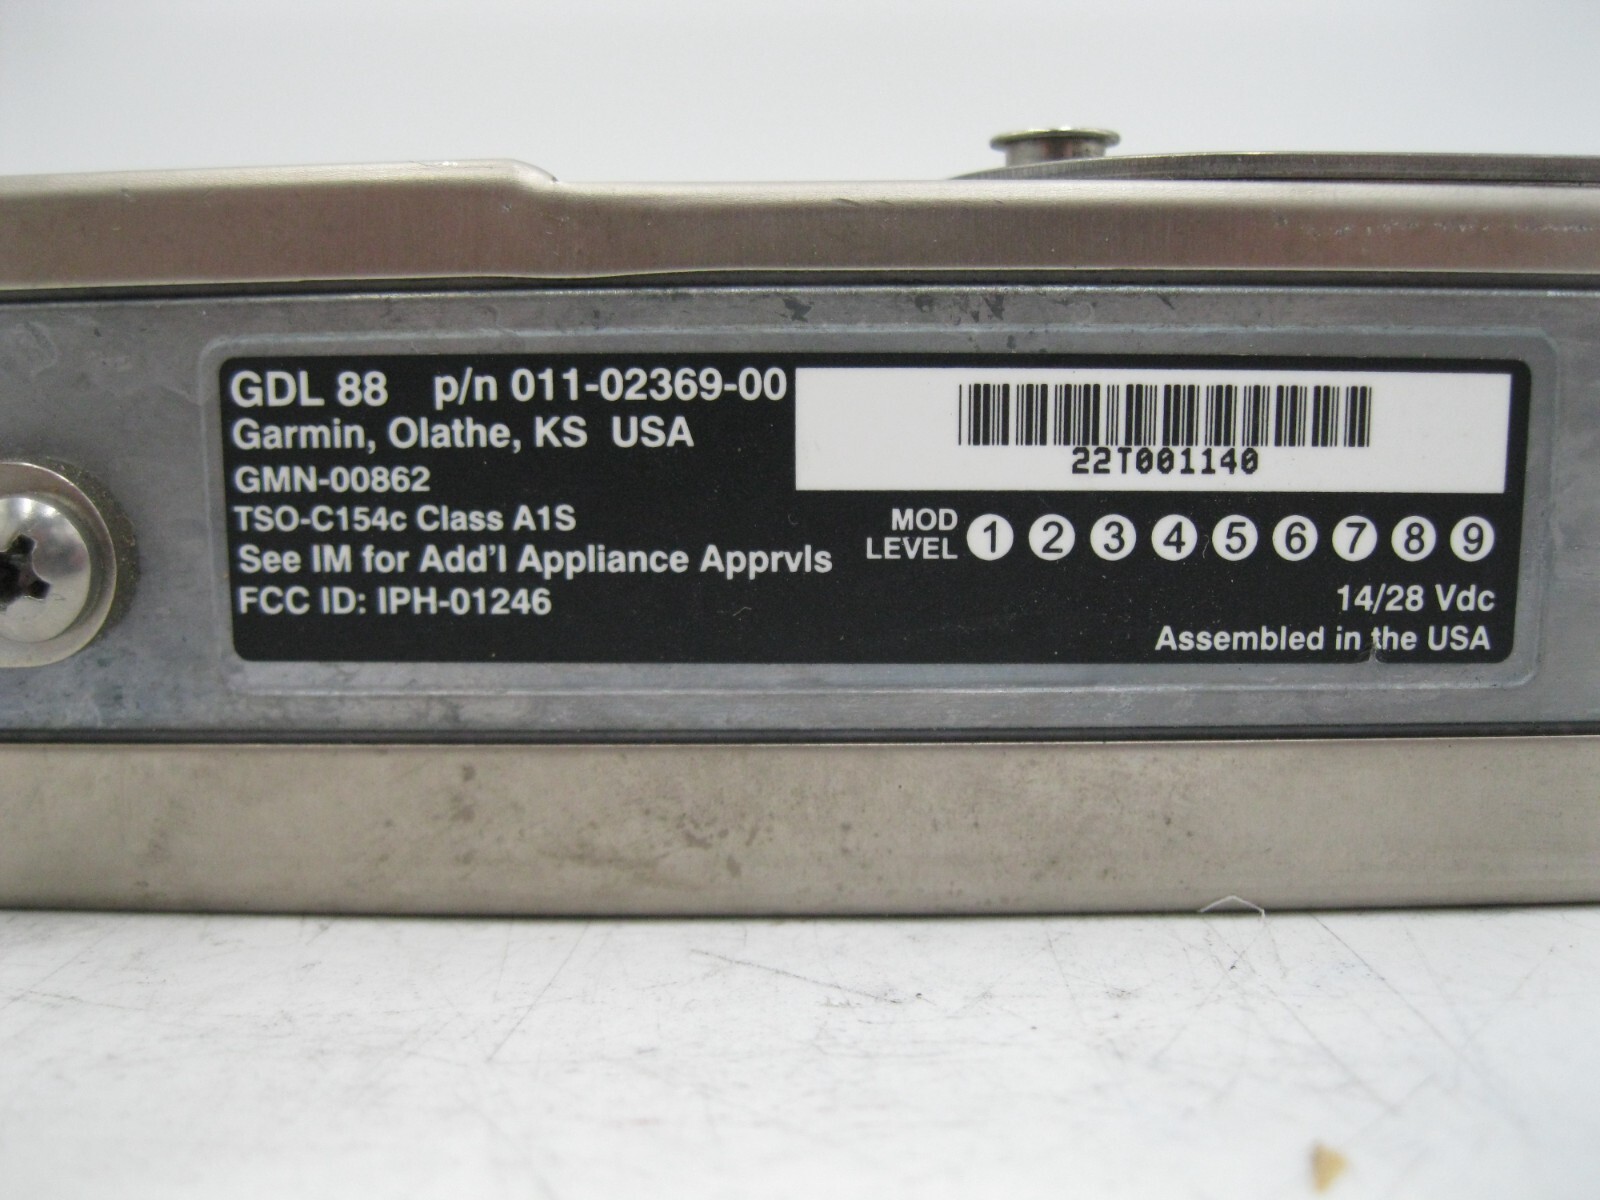 GDL 88 p/n 011-02369-00
Garmin, Olathe, KS USA
GMN-00862
TSO-C154c Class A1S
See IM for Add'l Appliance Apprvls
FCC ID: IPH-01246
22T001140
MOD
LEVEL 1 2 3 4 5 6 7 8 9
14/28 Vdc
Assembled in the USA